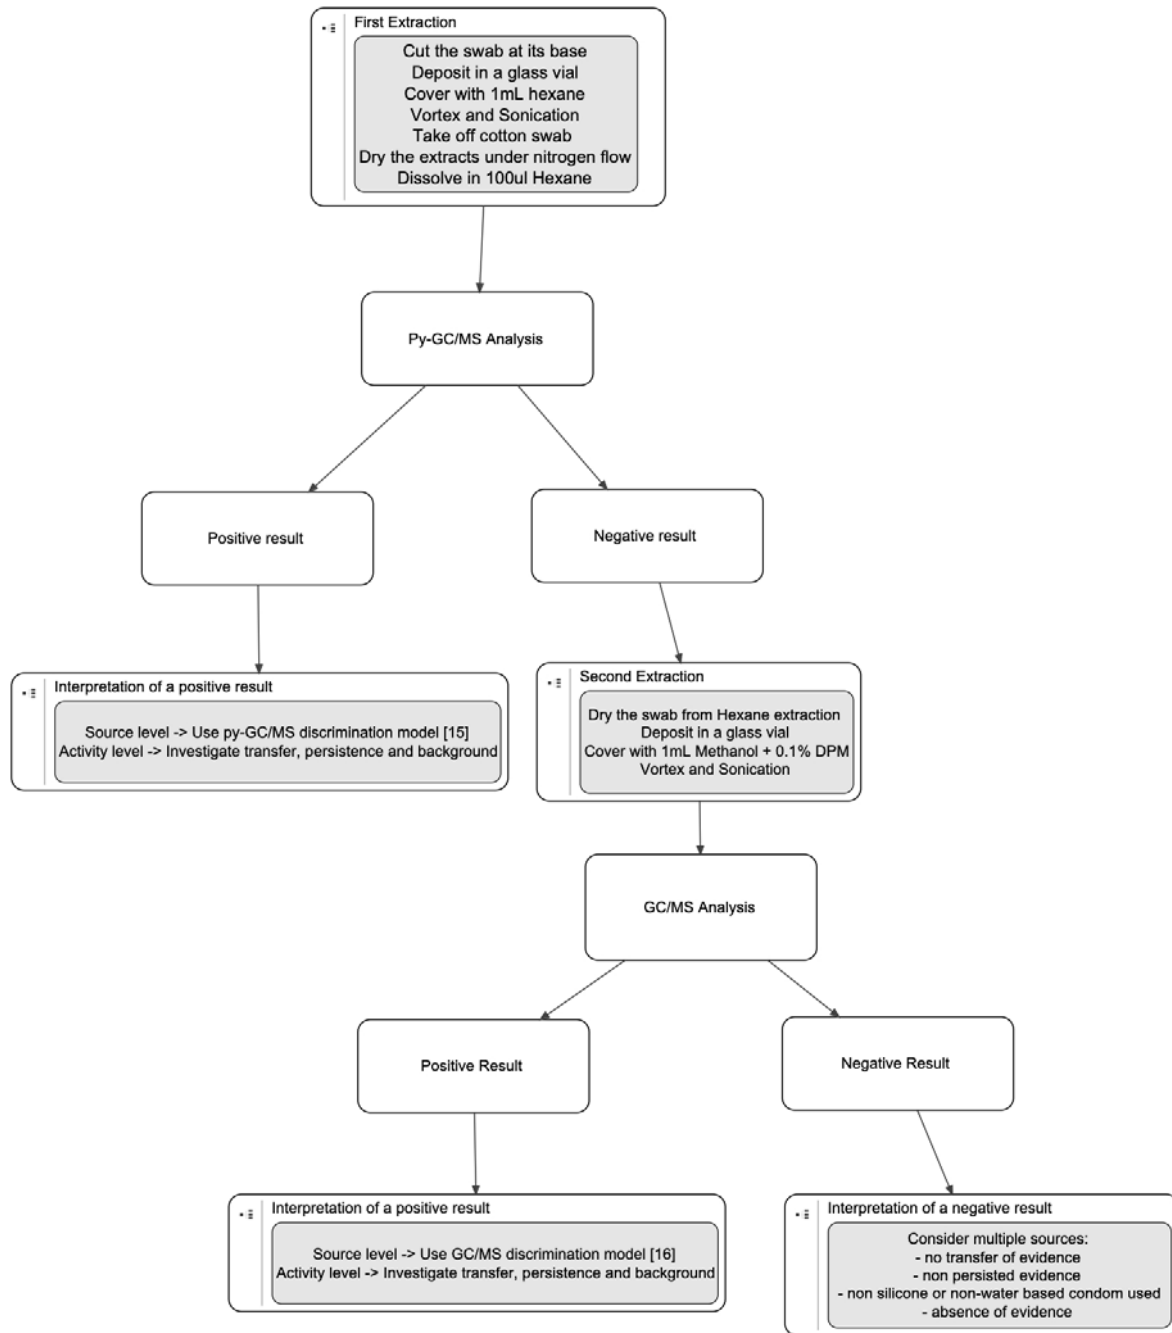 First Extraction
Cut the swab at its base
Deposit in a glass vial
Cover with 1mL hexane
Vortex and Sonication
Take off cotton swab
Dry the extracts under nitrogen flow
Dissolve in 100ul Hexane
Py-GC/MS Analysis
Positive result
Negative result
Interpretation of a positive result
Source level -> Use py-GC/MS discrimination model [15]
Activity level -> Investigate transfer, persistence and background
Second Extraction
Dry the swab from Hexane extraction
Deposit in a glass vial
Cover with 1mL Methanol + 0.1% DPM
Vortex and Sonication
GC/MS Analysis
Positive Result
Negative Result
Interpretation of a positive result
Source level -> Use GC/MS discrimination model [16]
Activity level -> Investigate transfer, persistence and background
Interpretation of a negative result
Consider multiple sources:
- no transfer of evidence
- non persisted evidence
- non silicone or non-water based condom used
- absence of evidence